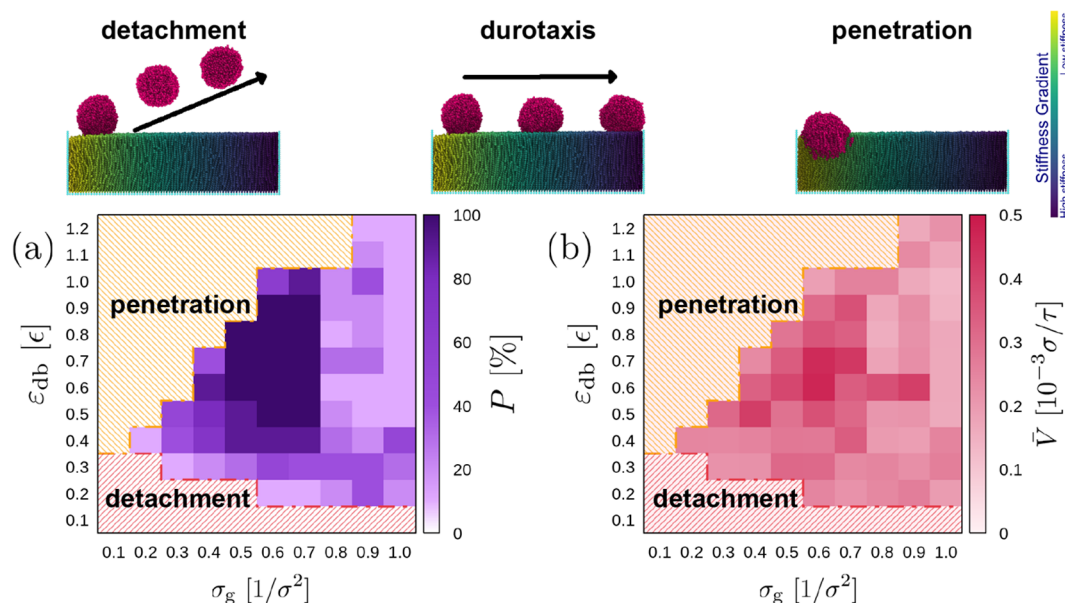 detachment
durotaxis
penetration
Stiffness Gradient
High stiffness
Low stiffness
(a)
penetration
detachment
1.2
1.1
1.0
0.9
0.8
0.7
0.6
0.5
0.4
0.3
0.2
0.1
ε_db [ϵ]
0.1 0.2 0.3 0.4 0.5 0.6 0.7 0.8 0.9 1.0
σ_g [1/σ²]
100
80
60
40
20
0
P [%]
(b)
penetration
detachment
1.2
1.1
1.0
0.9
0.8
0.7
0.6
0.5
0.4
0.3
0.2
0.1
ε_db [ϵ]
0.1 0.2 0.3 0.4 0.5 0.6 0.7 0.8 0.9 1.0
σ_g [1/σ²]
0.5
0.4
0.3
0.2
0.1
0
V̄ [10⁻³σ/τ]